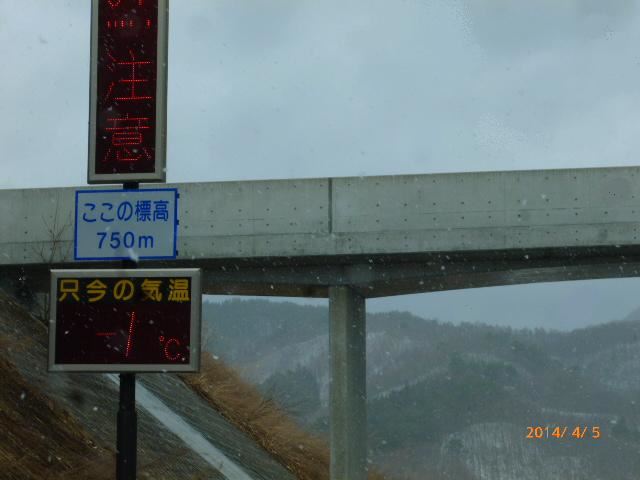 注意
ここの標高
750m
只今の気温
-1℃
2014/ 4/ 5